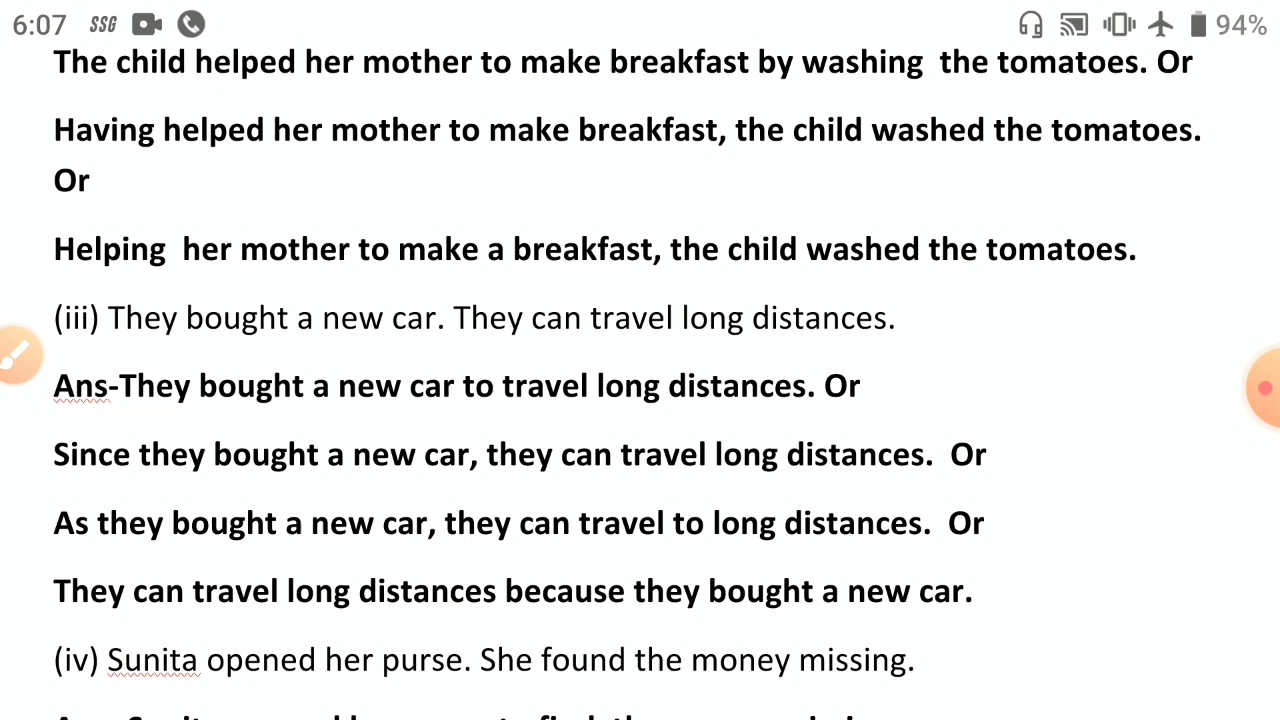 6:07 SSG 94%
The child helped her mother to make breakfast by washing  the tomatoes. Or
Having helped her mother to make breakfast, the child washed the tomatoes.
Or
Helping  her mother to make a breakfast, the child washed the tomatoes.
(iii) They bought a new car. They can travel long distances.
Ans-They bought a new car to travel long distances. Or
Since they bought a new car, they can travel long distances.  Or
As they bought a new car, they can travel to long distances.  Or
They can travel long distances because they bought a new car.
(iv) Sunita opened her purse. She found the money missing.